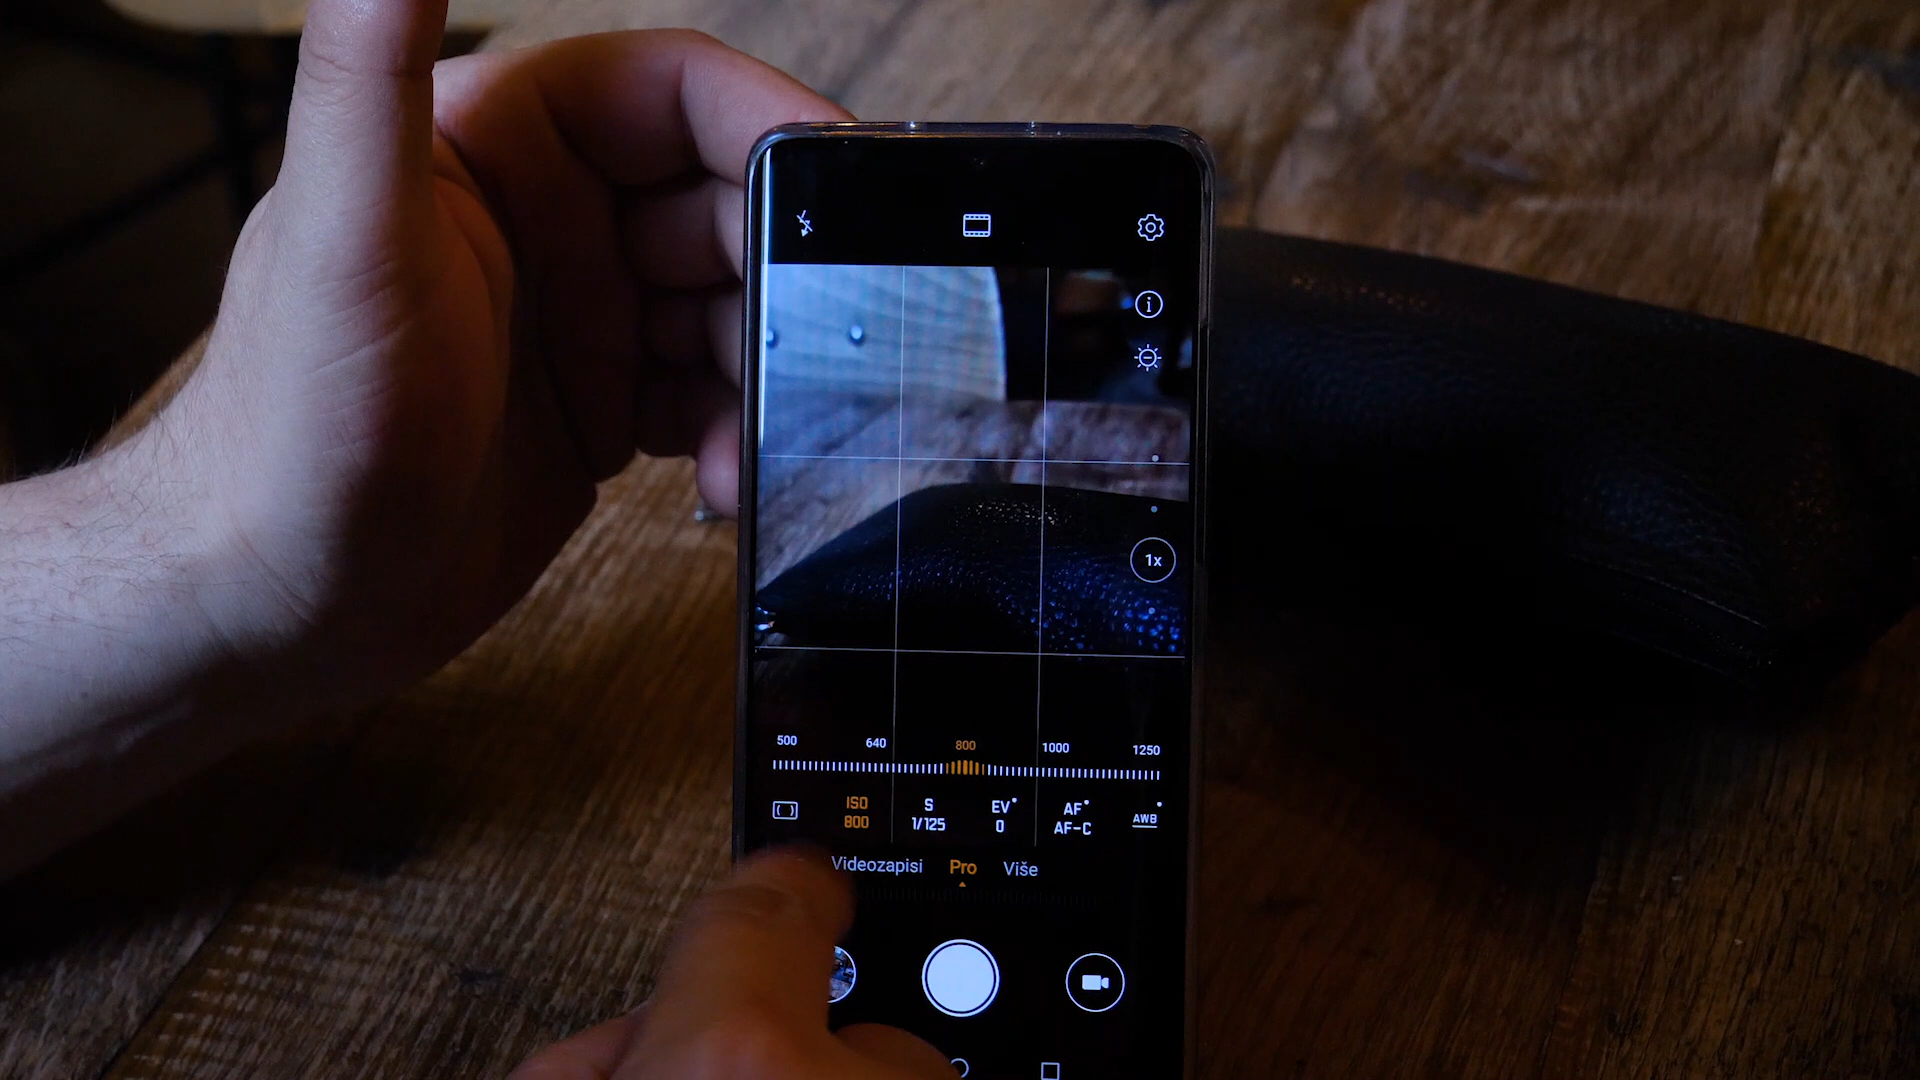 1x
500 640 800 1000 1250
ISO S EV AF AWB
800 1/125 0 AF-C
Videozapisi Pro Više